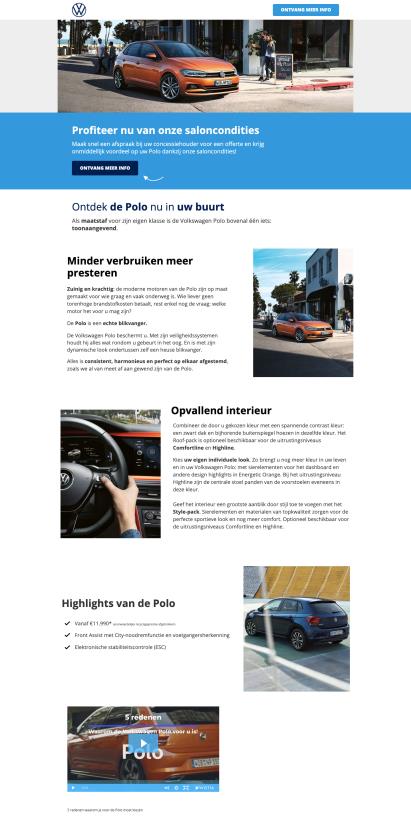 ONTVANG MEER INFO
Profiteer nu van onze saloncondities
Maak snel een afspraak bij uw concessiehouder voor een offerte en krijg
onmiddellijk voordeel op uw Polo dankzij onze saloncondities!
ONTVANG MEER INFO
Ontdek de Polo nu in uw buurt
Als maatstaf voor zijn eigen klasse is de Volkswagen Polo bovenal één iets:
toonaangevend.
Minder verbruiken meer
presteren
Zuinig en krachtig: de moderne motoren van de Polo zijn op maat
gemaakt voor wie graag en vaak onderweg is. Wie liever geen
torenhoge brandstofkosten betaalt, rest enkel nog de vraag: welke
motor het voor u mag zijn?
De Polo is een echte blikvanger.
De Volkswagen Polo beschermt u. Met zijn veiligheidssystemen
houdt hij alles wat rondom u gebeurt in het oog. En is met zijn
dynamische look ondertussen zelf een heuse blikvanger.
Alles is consistent, harmonieus en perfect op elkaar afgestemd,
zoals we al van meet af aan gewend zijn van de Polo.
Opvallend interieur
Combineer de door u gekozen kleur met een spannende contrast kleur:
een zwart dak en bijhorende buitenspiegel hoezen in dezelfde kleur. Het
Roof-pack is optioneel beschikbaar voor de uitrustingsniveaus
Comfortline en Highline.
Kies uw eigen individuele look. Zo brengt u nog meer kleur in uw leven
en in uw Volkswagen Polo: met sierelementen voor het dashboard en
andere design highlights in Energetic Orange. Bij het uitrustingsniveau
Highline zijn de centrale stoel panden van de voorstoelen eveneens in
deze kleur.
Geef het interieur een grootste aanblik door stijl toe te voegen met het
Style-pack. Sierelementen en materialen van topkwaliteit zorgen voor de
perfecte sportieve look en nog meer comfort. Optioneel beschikbaar voor
de uitrustingsniveaus Comfortline en Highline.
Highlights van de Polo
Vanaf €11.990*
Front Assist met City-noodremfunctie en voetgangersherkenning
Elektronische stabiliteitscontrole (ESC)
5 redenen
Waarom de Volkswagen Polo voor u is!
Polo
WISTIA
5 redenen waarom je voor de Polo moet kiezen